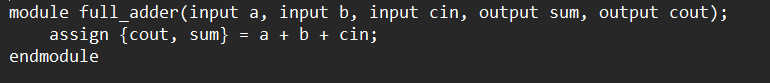 module full_adder(input a, input b, input cin, output sum, output cout);
    assign {cout, sum} = a + b + cin;
endmodule